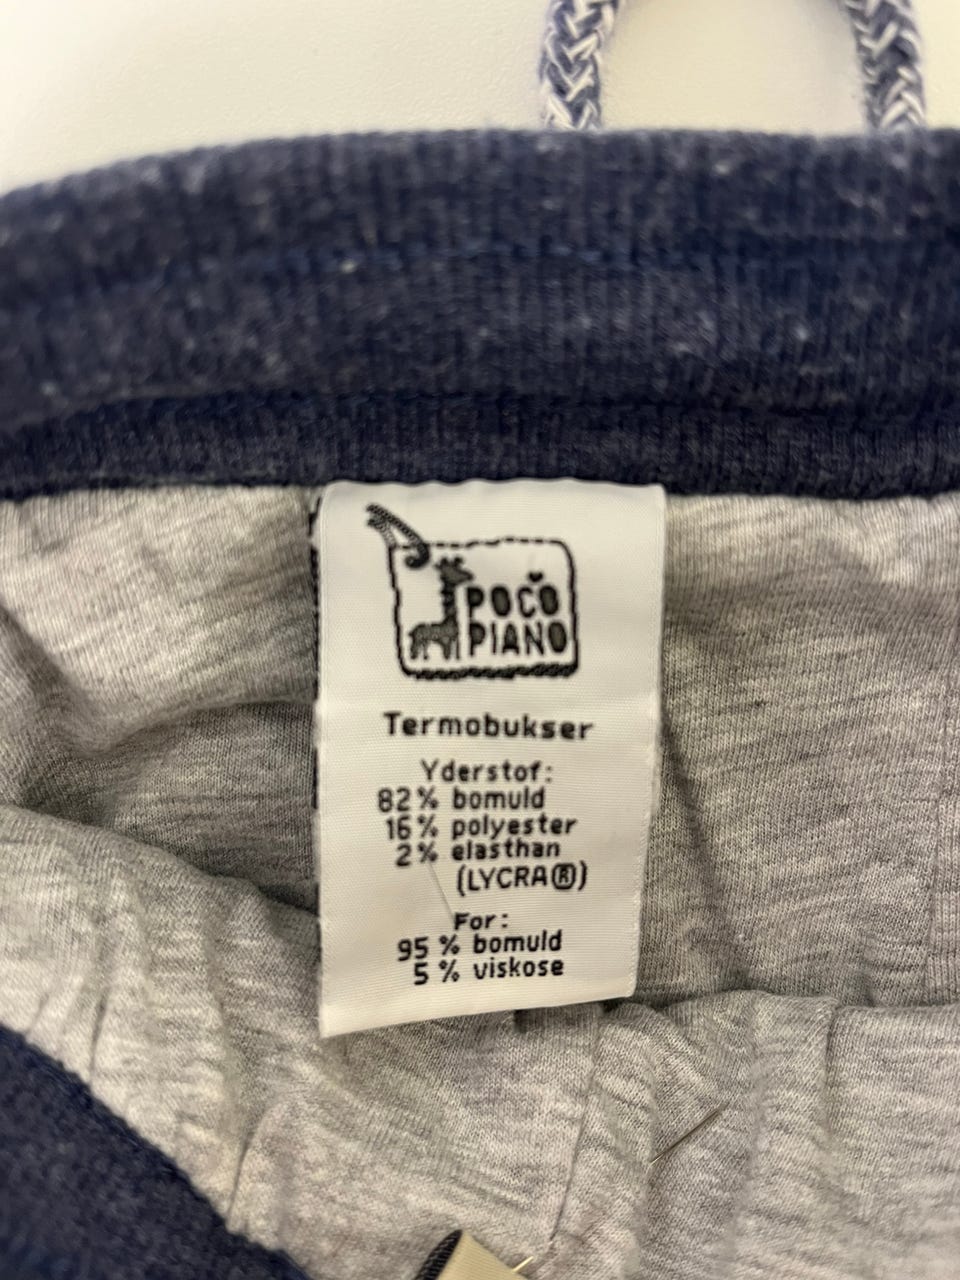 POCO
PIANO
Termobukser
Yderstof:
82% bomuld
16% polyester
2% elasthan
(LYCRA®)
For:
95 % bomuld
5 % viskose